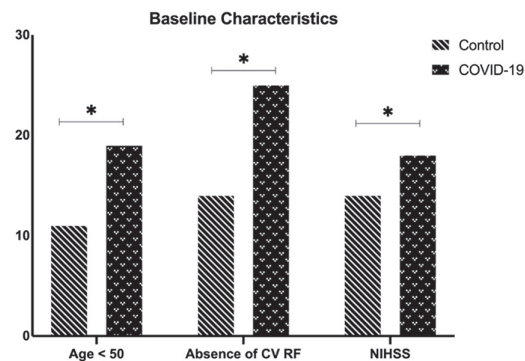 Baseline Characteristics
30
Control
COVID-19
*
*
*
20
10
0
Age < 50
Absence of CV RF
NIHSS